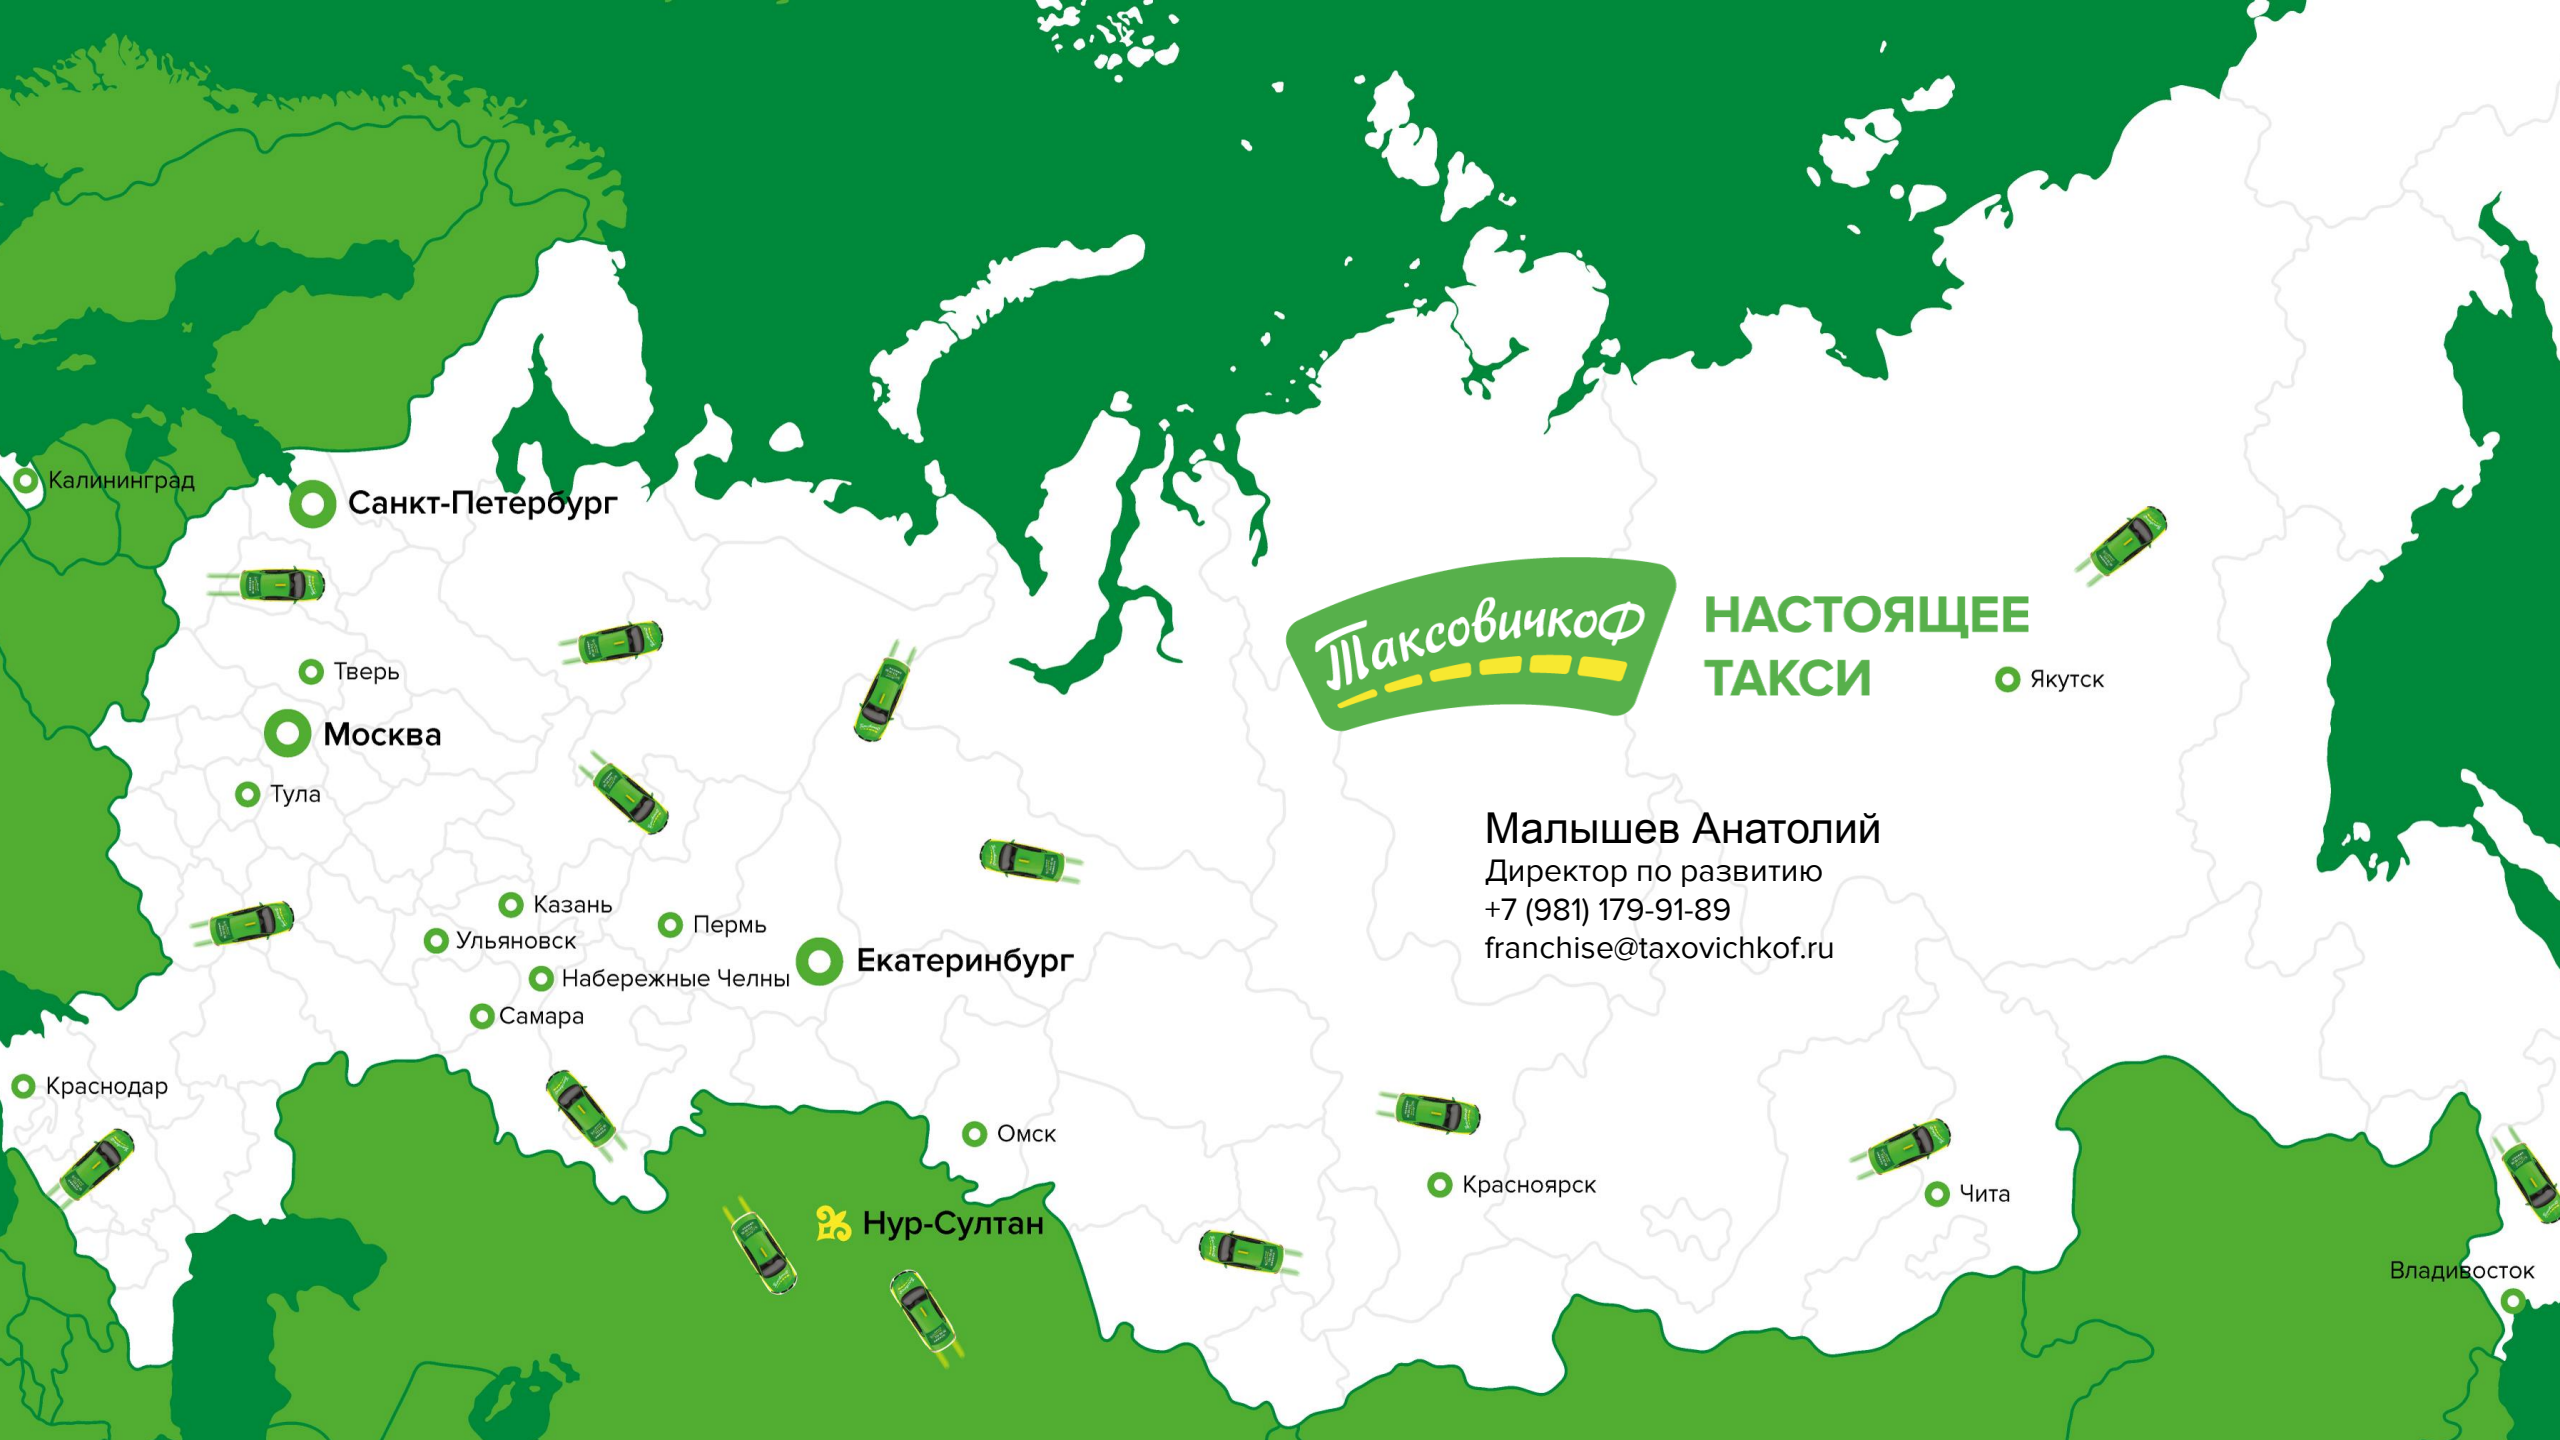 Калининград
Санкт-Петербург
Тверь
Москва
Тула
Казань
Пермь
Ульяновск
Екатеринбург
Набережные Челны
Самара
Краснодар
Омск
Нур-Султан
ТаксовичкоФ
НАСТОЯЩЕЕ
ТАКСИ
Якутск
Малышев Анатолий
Директор по развитию
+7 (981) 179-91-89
franchise@taxovichkof.ru
Красноярск
Чита
Владивосток